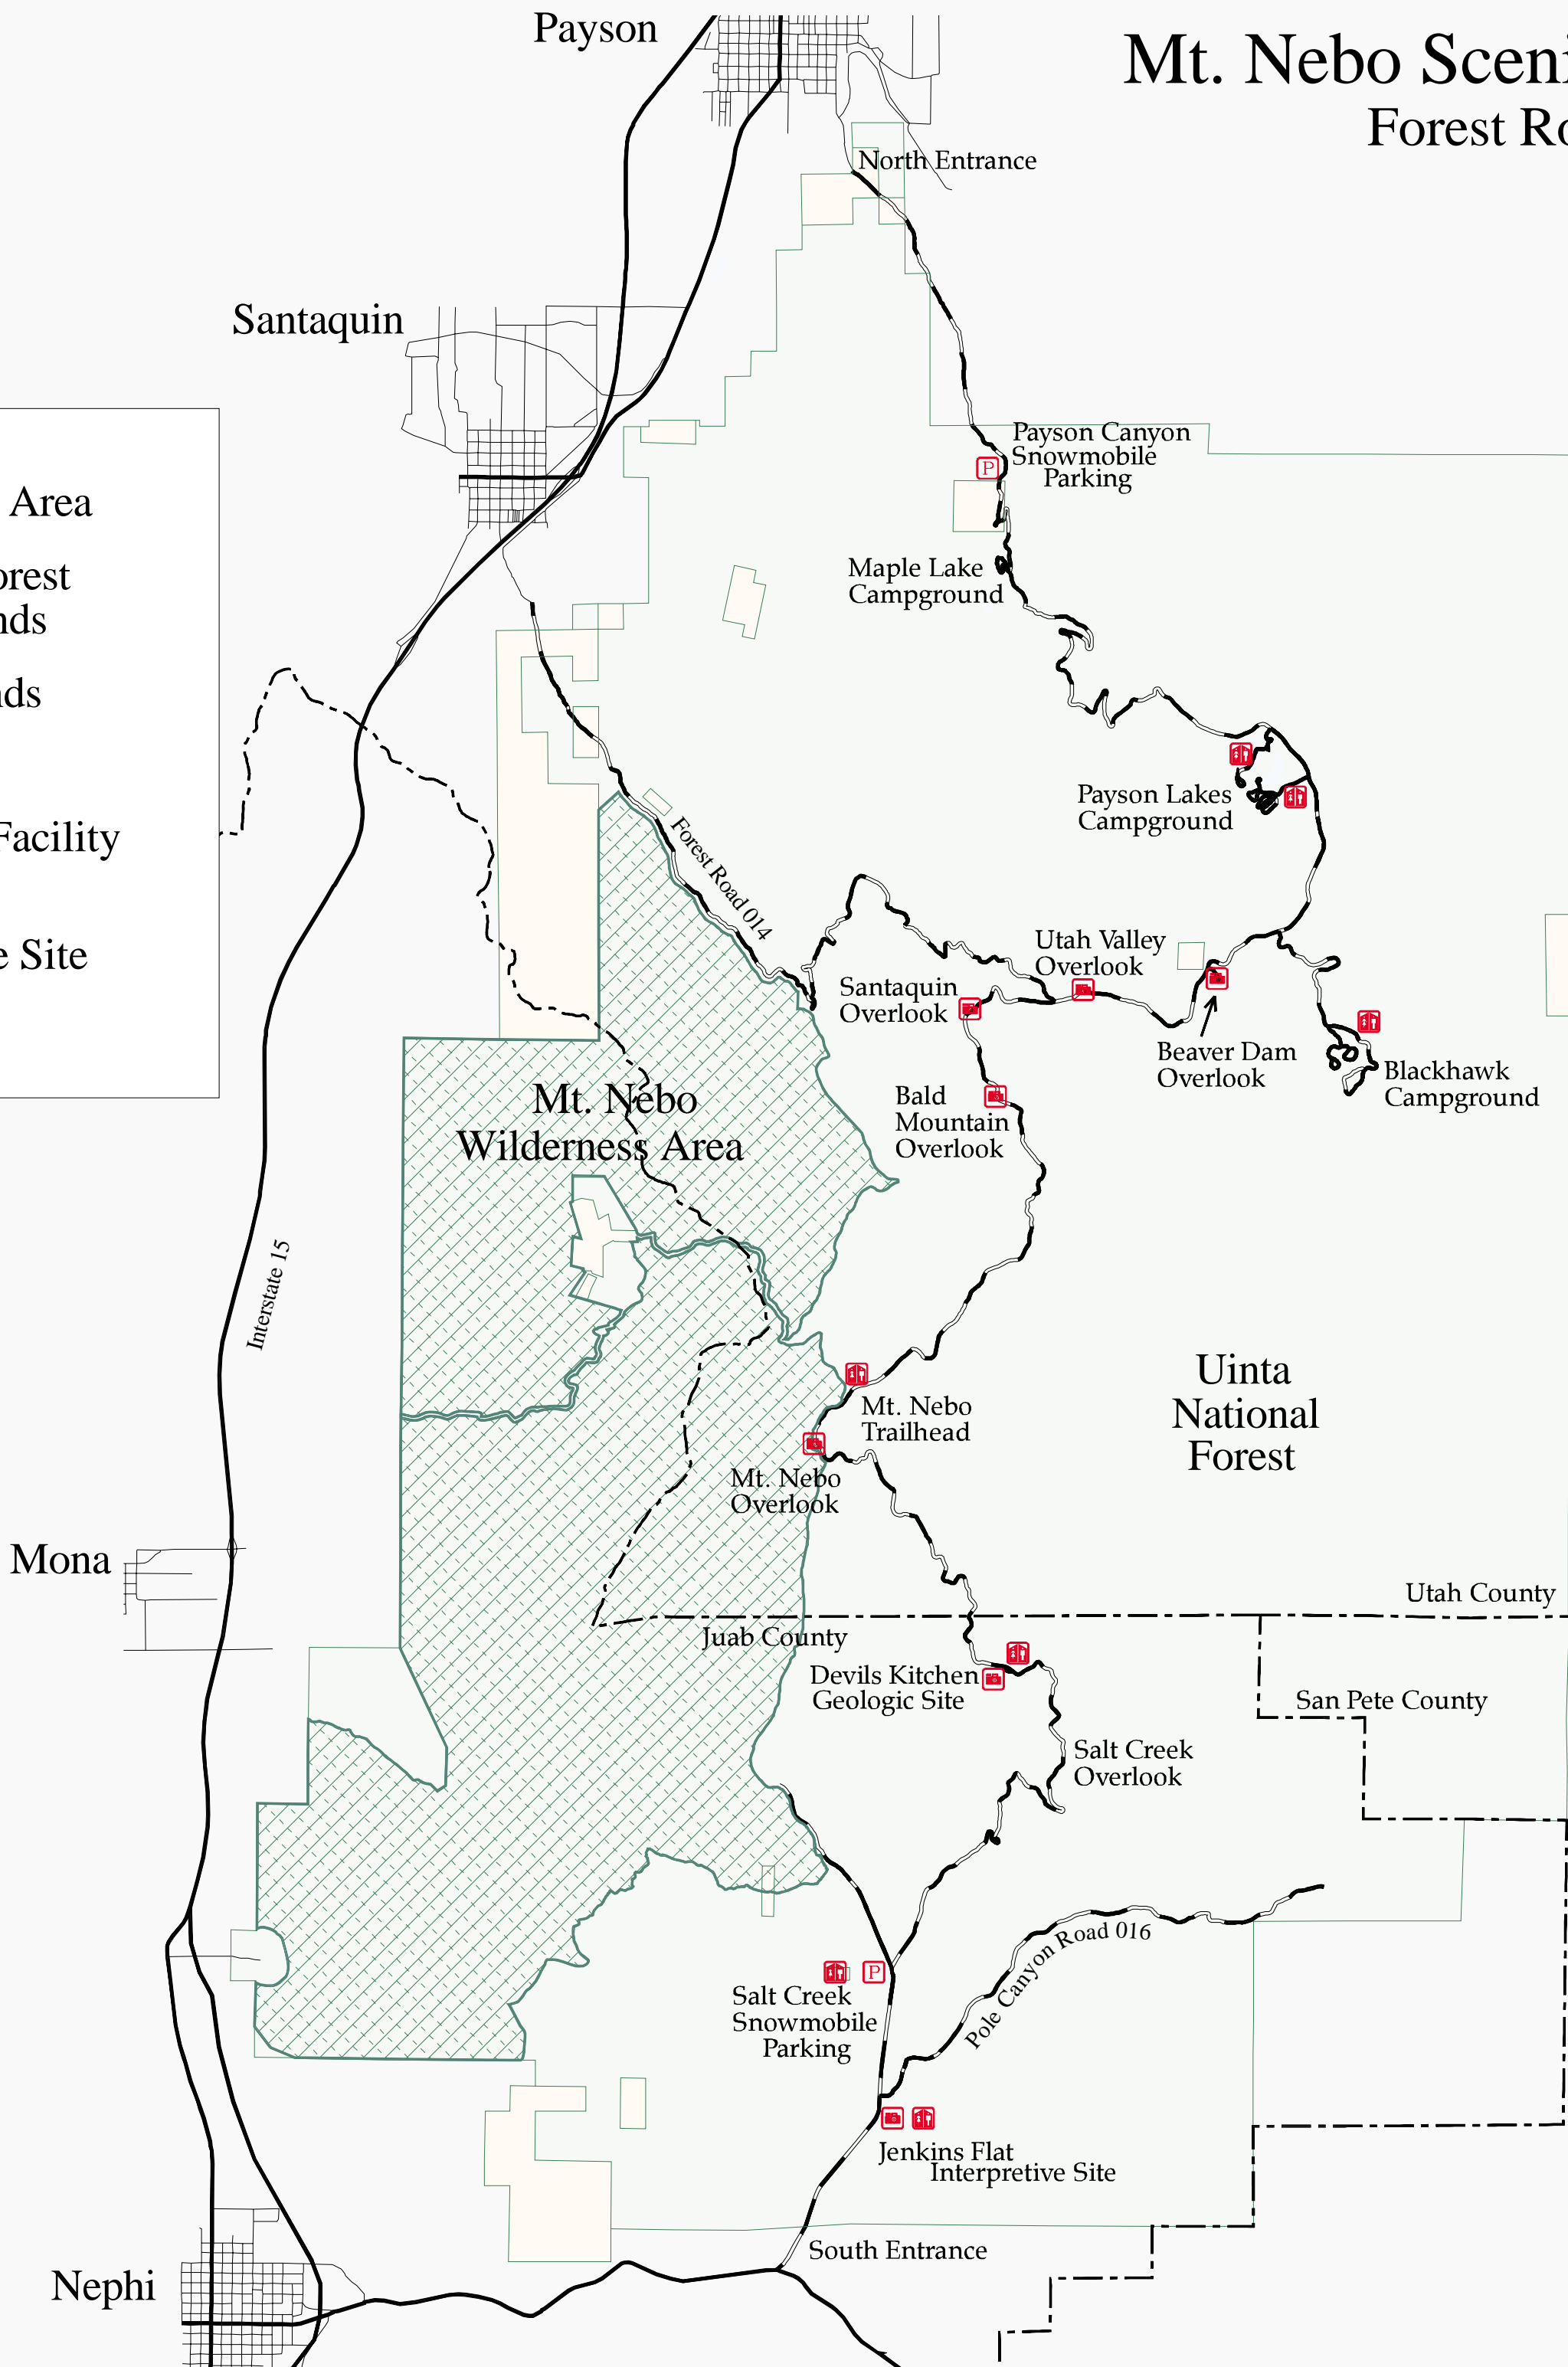 Payson
Mt. Nebo Sceni
Forest Ro
North Entrance
Santaquin
Payson Canyon
Snowmobile
Parking
P
Area
orest
nds
nds
Facility
e Site
Maple Lake
Campground
Payson Lakes
Campground
Forest Road 014
Utah Valley
Overlook
Santaquin
Overlook
Beaver Dam
Overlook
Blackhawk
Campground
Bald
Mountain
Overlook
Mt. Nebo
Wilderness Area
Interstate 15
Uinta
National
Forest
Mt. Nebo
Trailhead
Mt. Nebo
Overlook
Mona
Utah County
Juab County
Devils Kitchen
Geologic Site
San Pete County
Salt Creek
Overlook
Pole Canyon Road 016
P
Salt Creek
Snowmobile
Parking
Jenkins Flat
Interpretive Site
South Entrance
Nephi